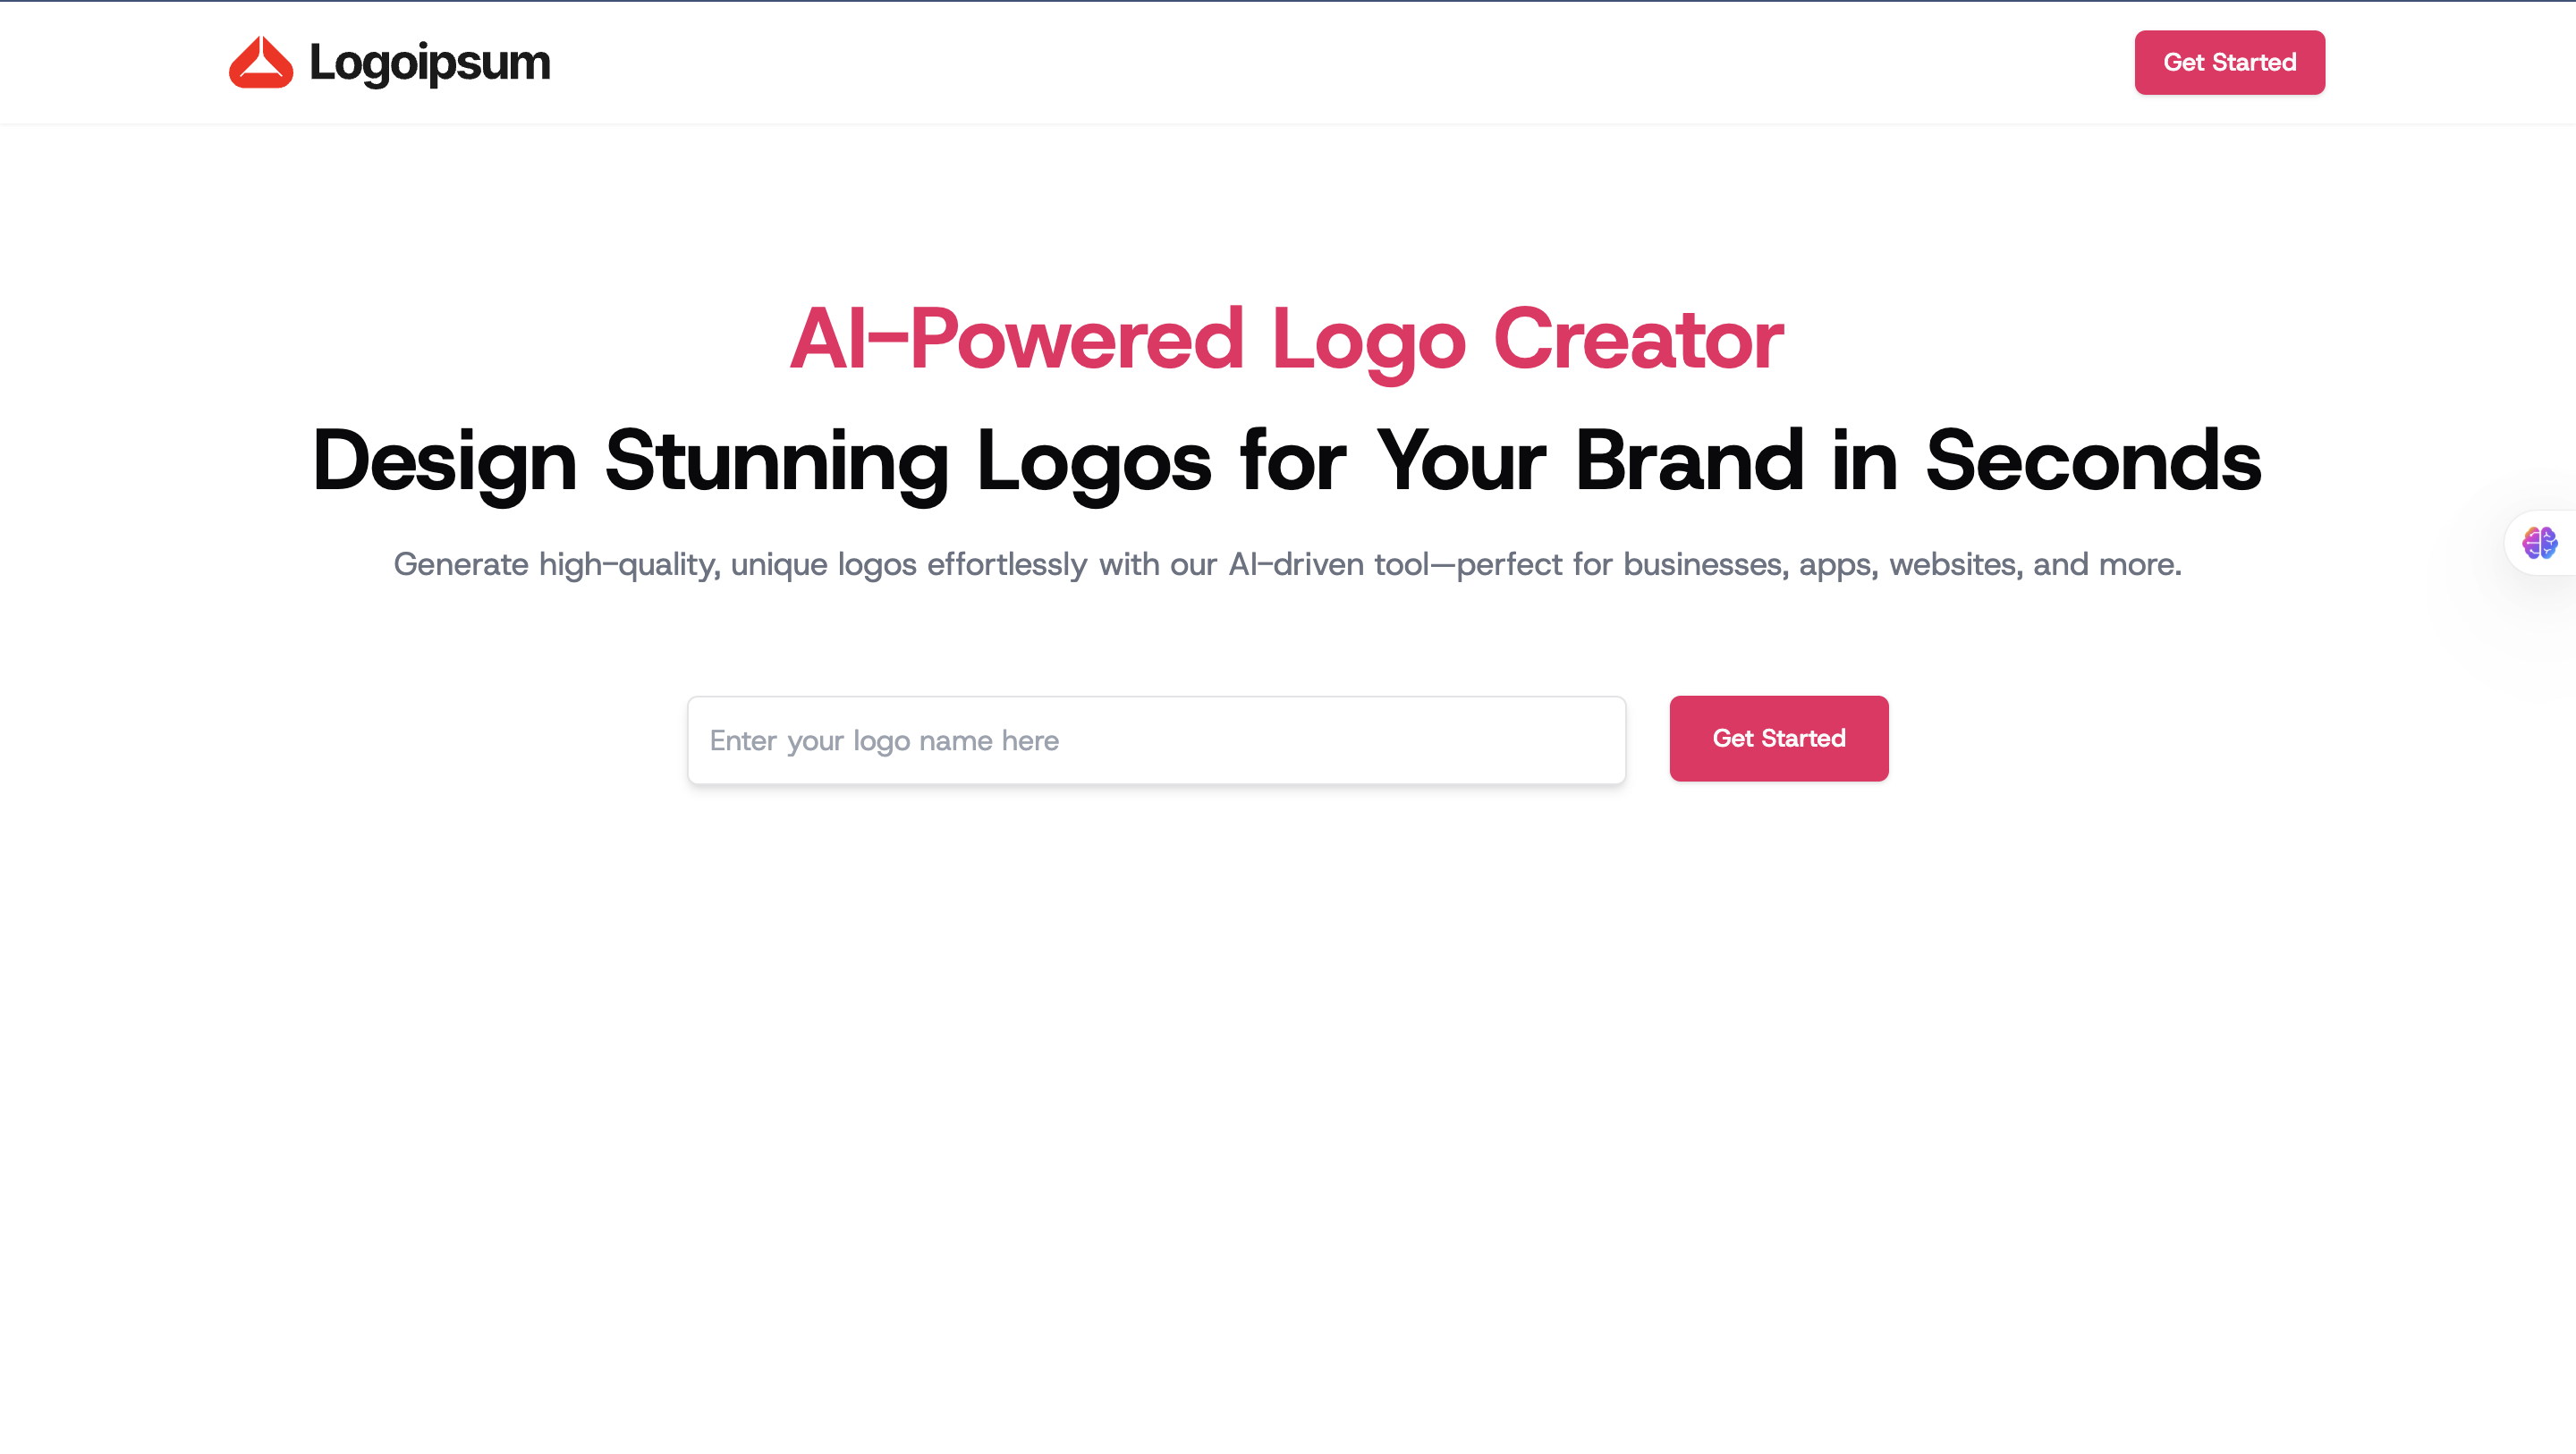 Logoipsum
Get Started
AI-Powered Logo Creator
Design Stunning Logos for Your Brand in Seconds
Generate high-quality, unique logos effortlessly with our AI-driven tool—perfect for businesses, apps, websites, and more.
Enter your logo name here
Get Started